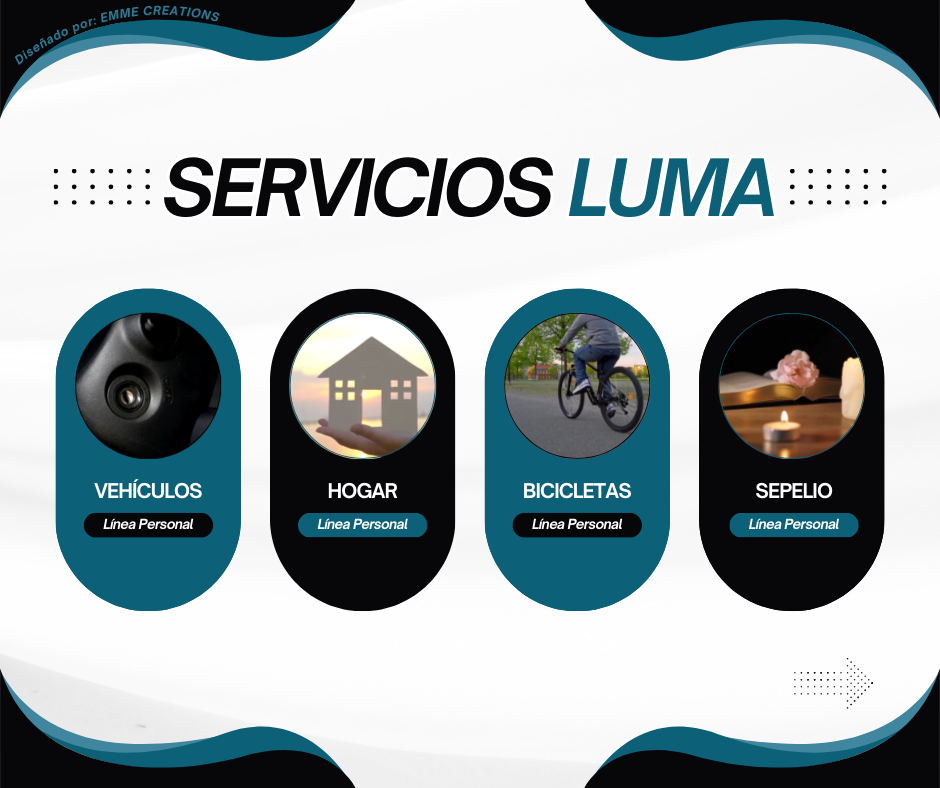 Diseñado por: EMME CREATIONS
SERVICIOS LUMA
VEHÍCULOS
Línea Personal
HOGAR
Línea Personal
BICICLETAS
Línea Personal
SEPELIO
Línea Personal